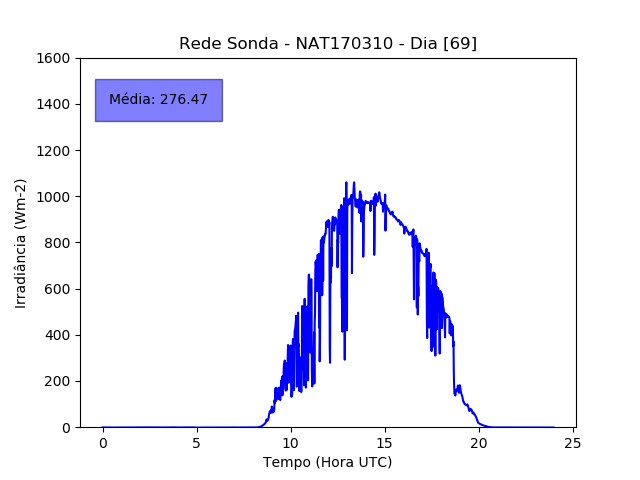 Rede Sonda - NAT170310 - Dia [69]
1600
1400
1200
1000
800
600
400
200
0
Média: 276.47
Irradiância (Wm-2)
0 5 10 15 20 25
Tempo (Hora UTC)